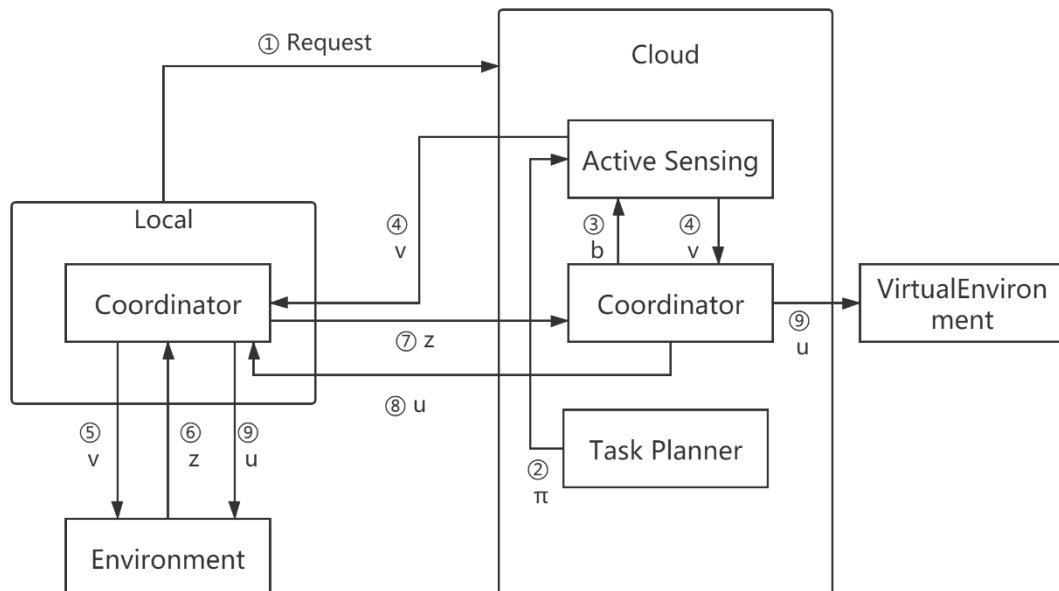 ① Request
Cloud
Active Sensing
Local
④
v
③
b
④
v
Coordinator
Coordinator
VirtualEnviron
ment
⑦ z
⑨
u
⑧ u
⑤
v
⑥
z
⑨
u
Task Planner
②
π
Environment